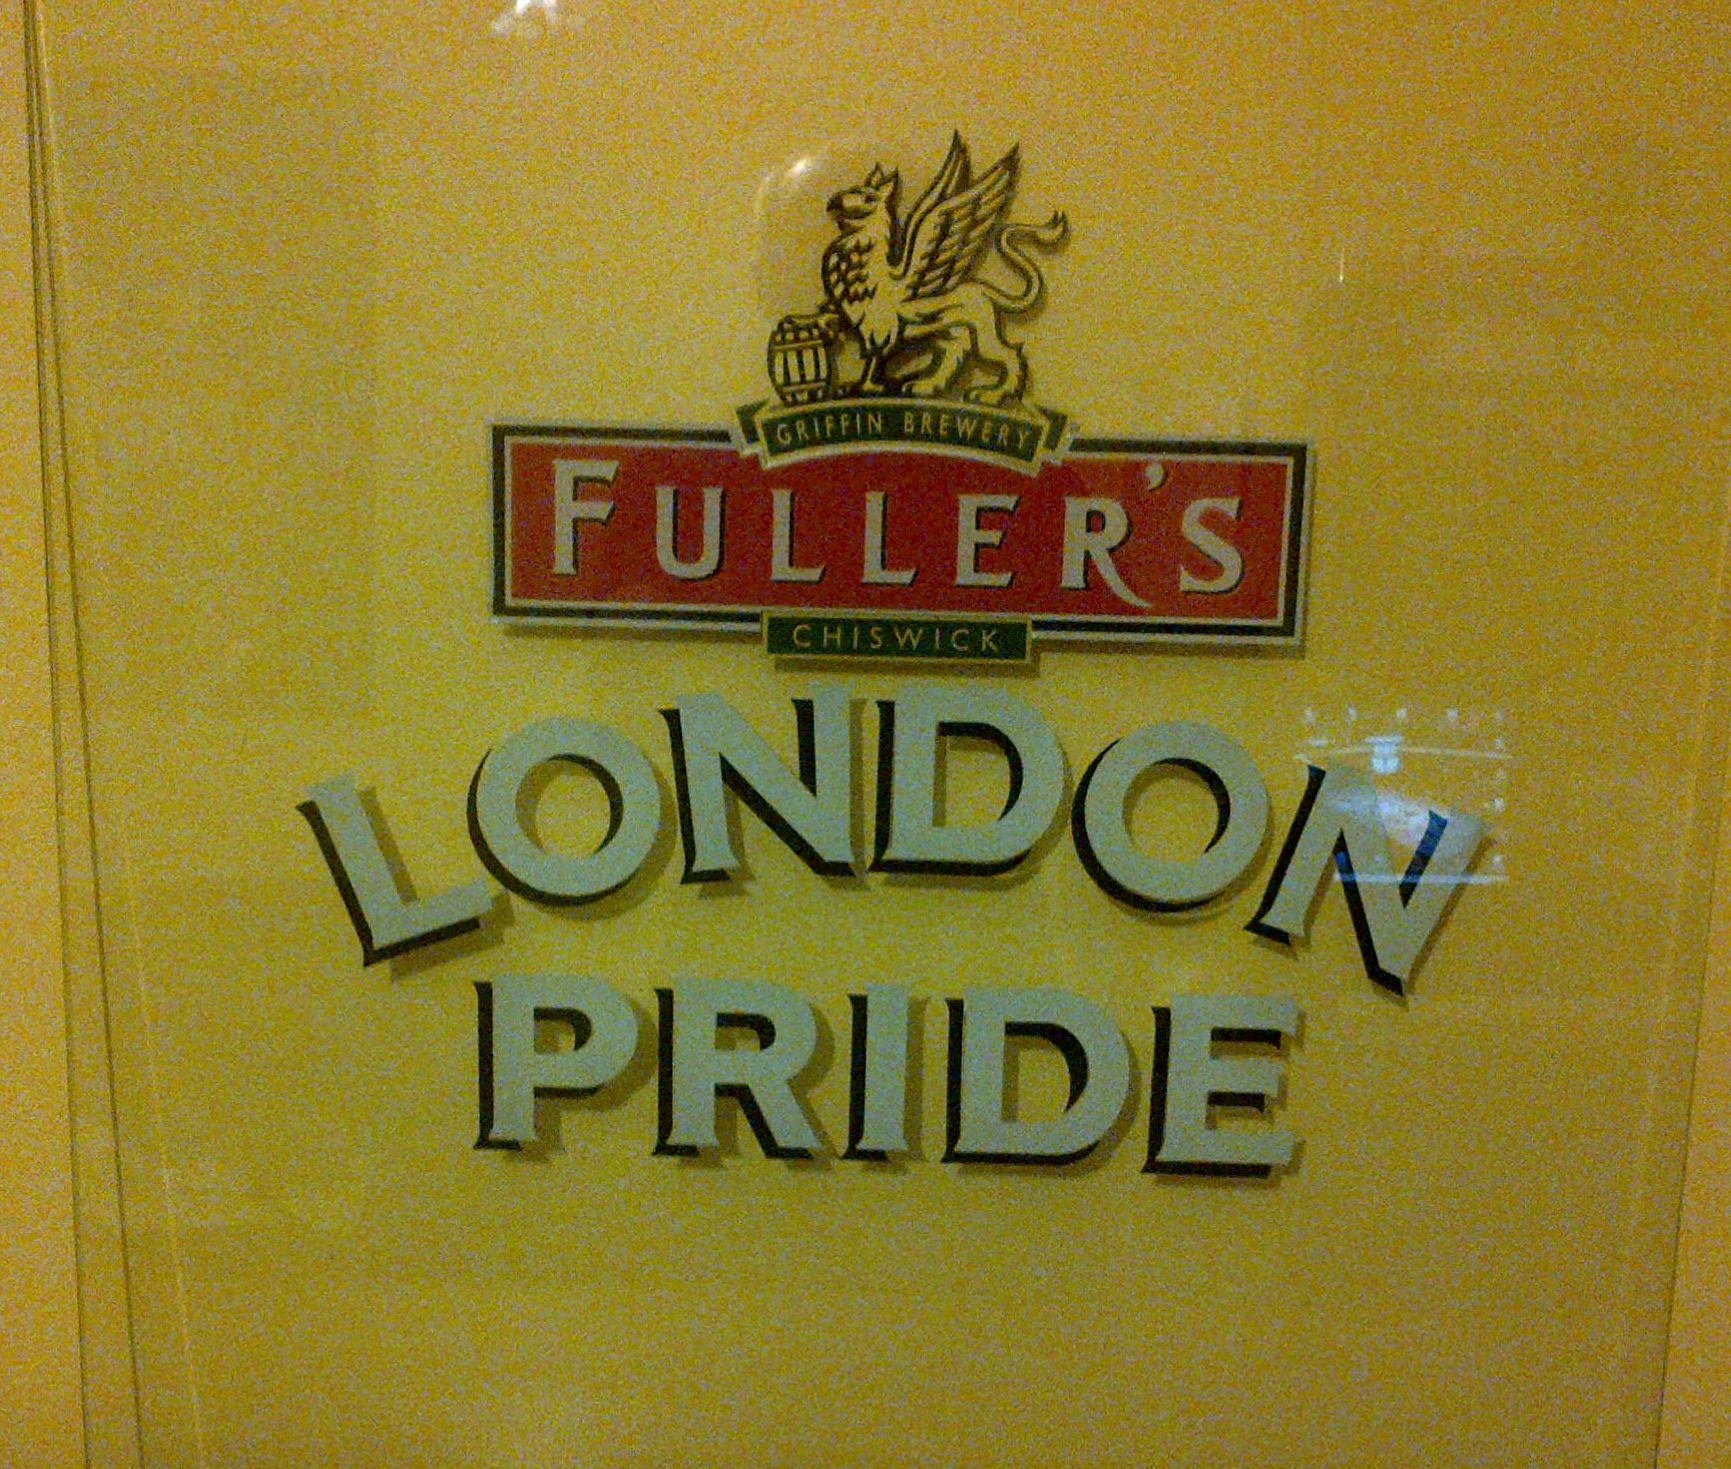 GRIFFIN BREWERY
FULLER'S
CHISWICK
LONDON
PRIDE